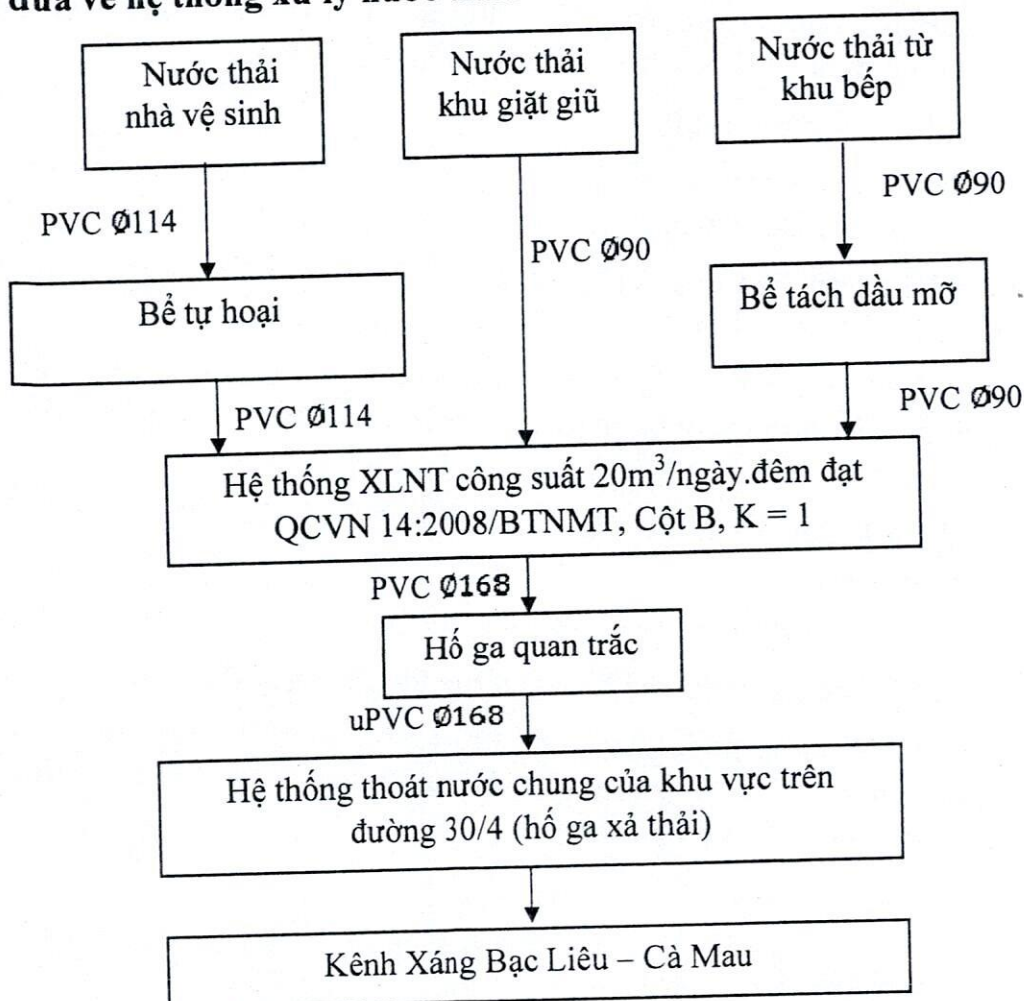 Nước thải
nhà vệ sinh
Nước thải
khu giặt giũ
Nước thải từ
khu bếp
PVC Ø114
PVC Ø90
PVC Ø90
Bể tự hoại
Bể tách dầu mỡ
PVC Ø114
PVC Ø90
Hệ thống XLNT công suất 20m³/ngày.đêm đạt
QCVN 14:2008/BTNMT, Cột B, K = 1
PVC Ø168
Hố ga quan trắc
uPVC Ø168
Hệ thống thoát nước chung của khu vực trên
đường 30/4 (hố ga xả thải)
Kênh Xáng Bạc Liêu – Cà Mau